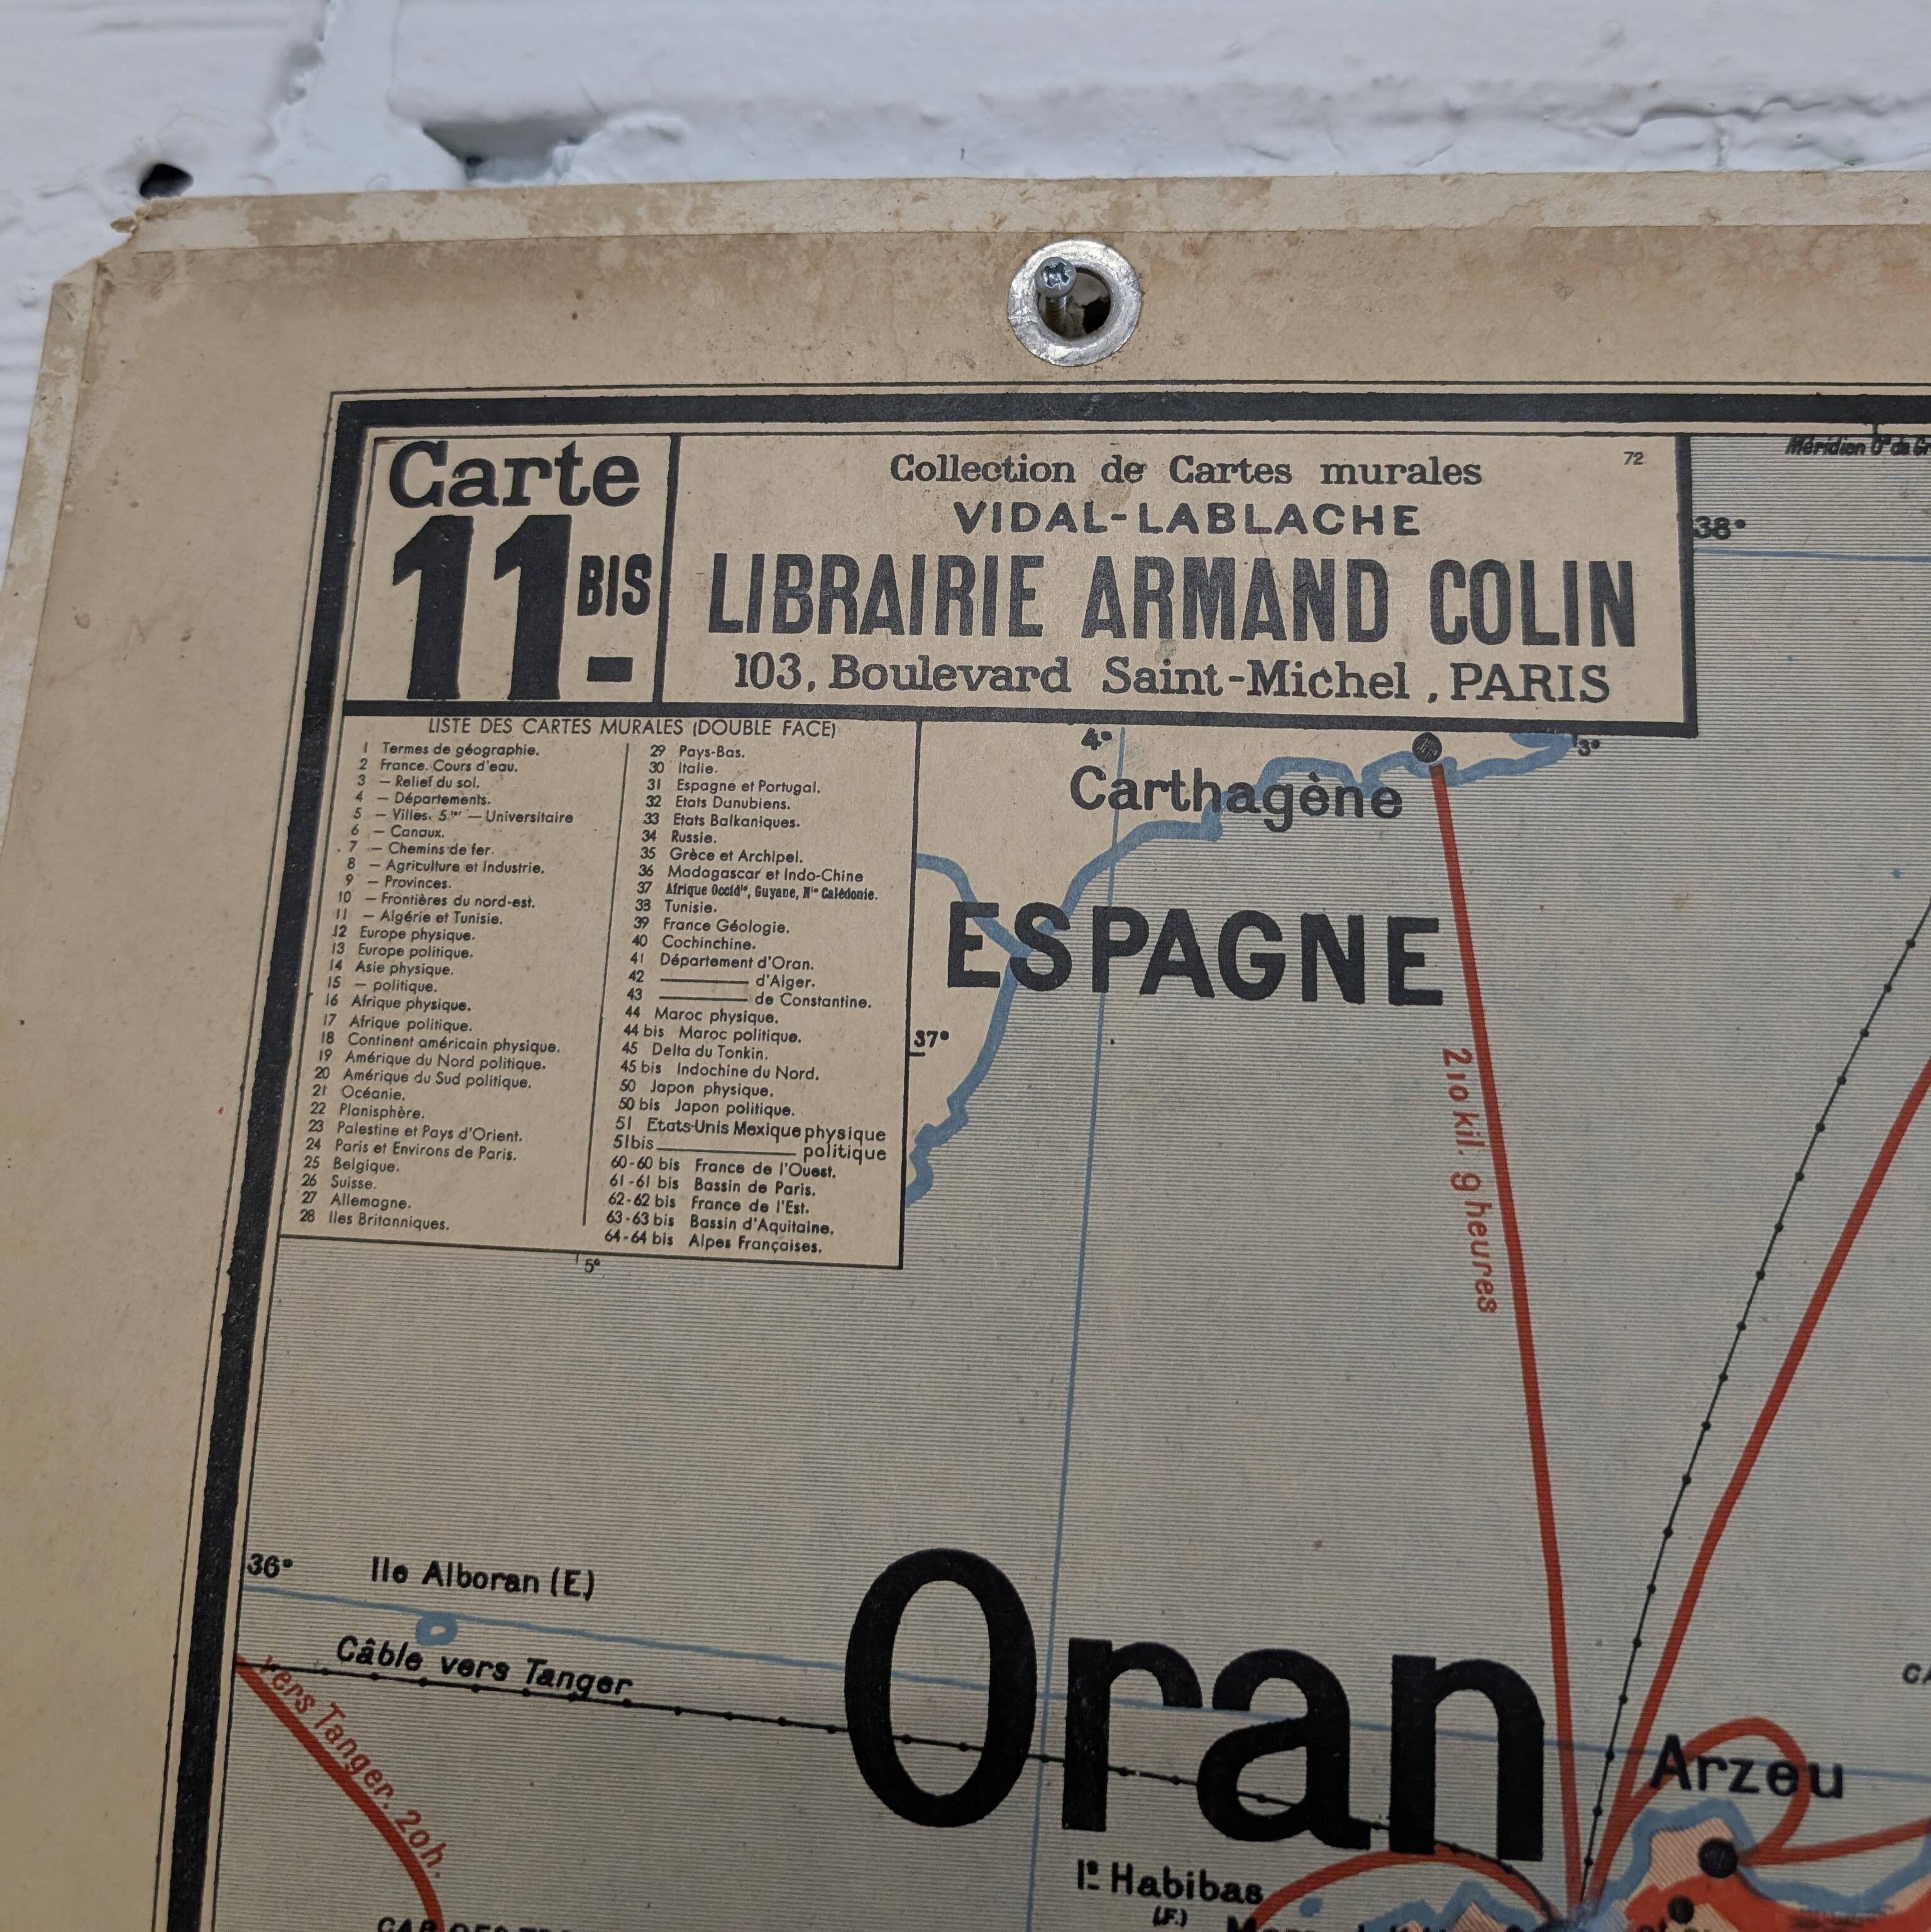 Carte
11 BIS
-
Collection de Cartes murales
72
VIDAL-LABLACHE
LIBRAIRIE ARMAND COLIN
103, Boulevard Saint-Michel, PARIS
LISTE DES CARTES MURALES (DOUBLE FACE)
1 Termes de géographie.
2 France. Cours d'eau.
3 — Relief du sol.
4 — Départements.
5 — Villes. 5.ter — Universitaire
6 — Canaux.
7 — Chemins de fer.
8 — Agriculture et Industrie.
9 — Provinces.
10 — Frontières du nord-est.
11 — Algérie et Tunisie.
12 Europe physique.
13 Europe politique.
14 Asie physique.
15 — politique.
16 Afrique physique.
17 Afrique politique.
18 Continent américain physique.
19 Amérique du Nord politique.
20 Amérique du Sud politique.
21 Océanie.
22 Planisphère.
23 Palestine et Pays d'Orient.
24 Paris et Environs de Paris.
25 Belgique.
26 Suisse.
27 Allemagne.
28 Iles Britanniques.
29 Pays-Bas.
30 Italie.
31 Espagne et Portugal.
32 Etats Danubiens.
33 Etats Balkaniques.
34 Russie.
35 Grèce et Archipel.
36 Madagascar et Indo-Chine
37 Afrique Occidle, Guyane, Nle Calédonie.
38 Tunisie.
39 France Géologie.
40 Cochinchine.
41 Département d'Oran.
42 ——— d'Alger.
43 ——— de Constantine.
44 Maroc physique.
44 bis Maroc politique.
45 Delta du Tonkin.
45 bis Indochine du Nord.
50 Japon physique.
50 bis Japon politique.
51 Etats-Unis Mexique physique
51bis ——— politique
60-60 bis France de l'Ouest.
61-61 bis Bassin de Paris.
62-62 bis France de l'Est.
63-63 bis Bassin d'Aquitaine.
64-64 bis Alpes Françaises.
Méridien 0° de
38°
4°
3°
Carthagène
ESPAGNE
37°
210 kil. 9 heures
5°
36°
Ile Alboran (E.)
Câble vers Tanger
vers Tanger. 20h.
Oran
Arzeu
Is Habibas
(F.)